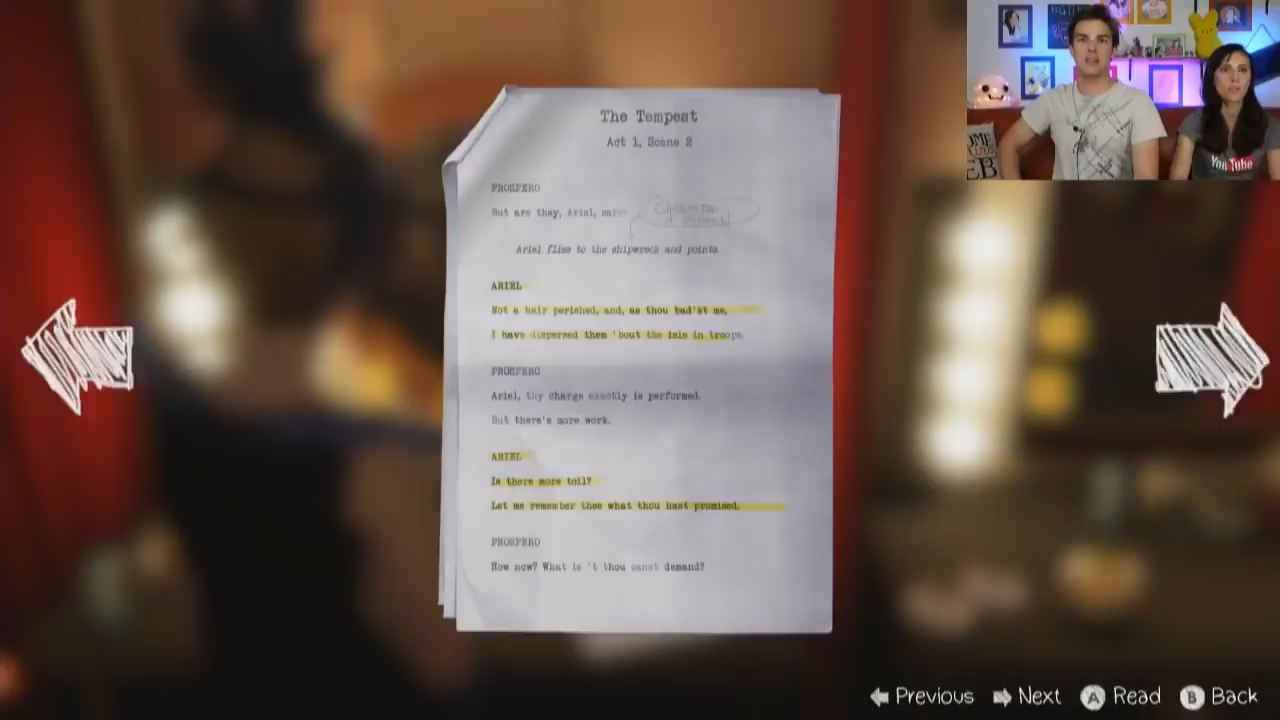 The Tempest
Act 1, Scene 2
PROSPERO
But are they, Ariel, safe?
Ariel flies to the shipwreck and points
ARIEL
Not a hair perished, and, as thou bad'st me,
I have dispersed them 'bout the isle in troops.
PROSPERO
Ariel, thy charge exactly is performed.
But there's more work.
ARIEL
Is there more toil?
Let me remember thee what thou hast promised.
PROSPERO
How now? What is 't thou canst demand?
YouTube
Previous
Next
A Read
B Back